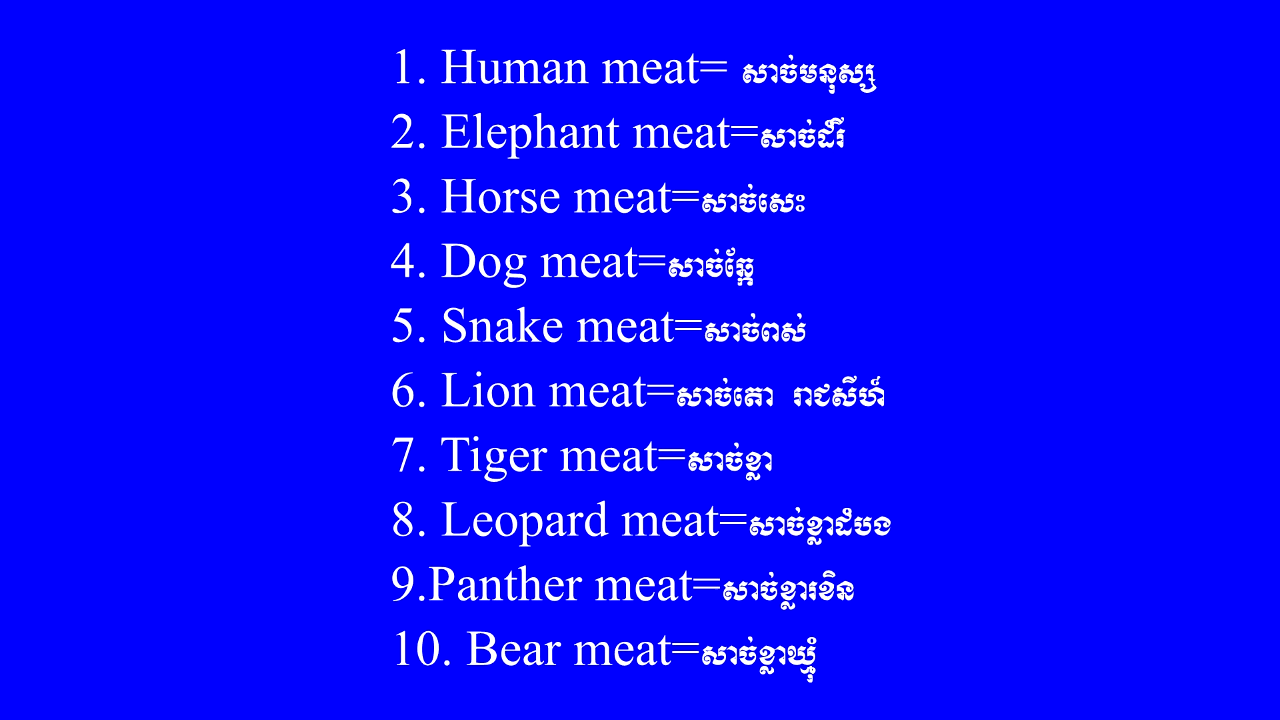 1. Human meat= សាច់មនុស្ស
2. Elephant meat=សាច់ដំរី
3. Horse meat=សាច់សេះ
4. Dog meat=សាច់ឆ្កែ
5. Snake meat=សាច់ពស់
6. Lion meat=សាច់តោ រាជសីហ៍
7. Tiger meat=សាច់ខ្លា
8. Leopard meat=សាច់ខ្លាដំបង
9.Panther meat=សាច់ខ្លារខិន
10. Bear meat=សាច់ខ្លាឃ្មុំ